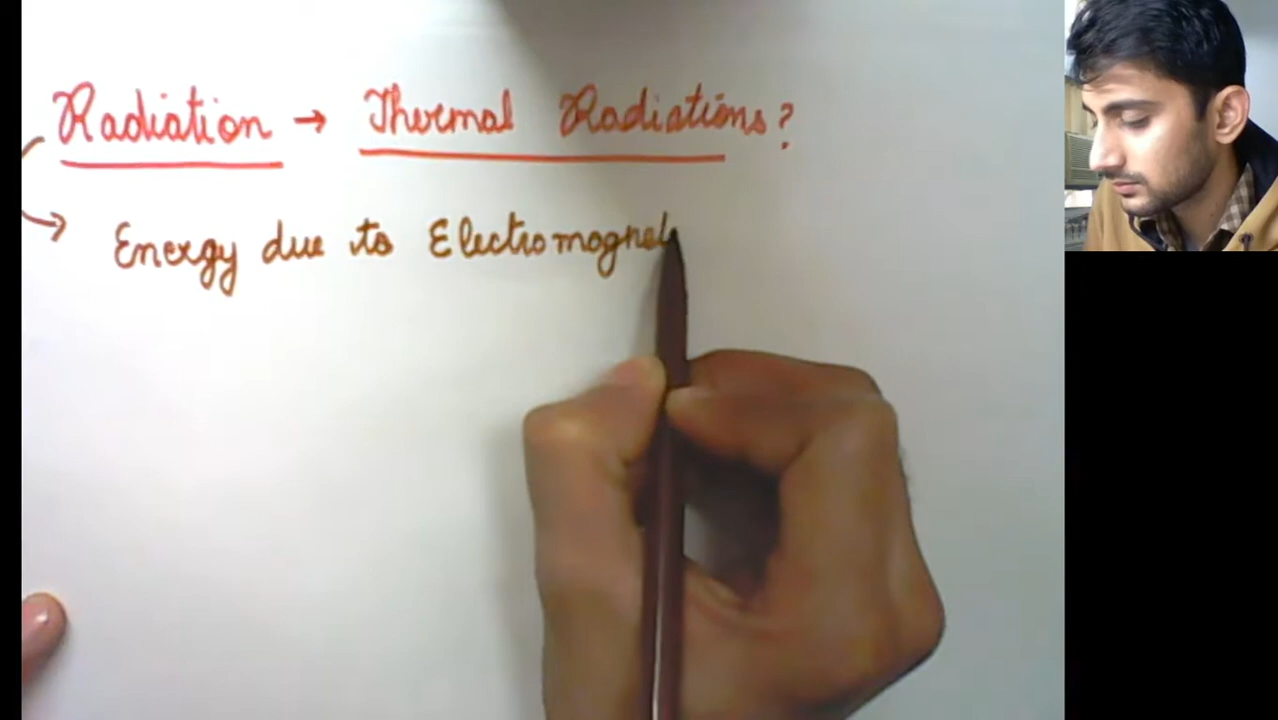 Radiation → Thermal Radiations?
→ Energy due to Electromagnet